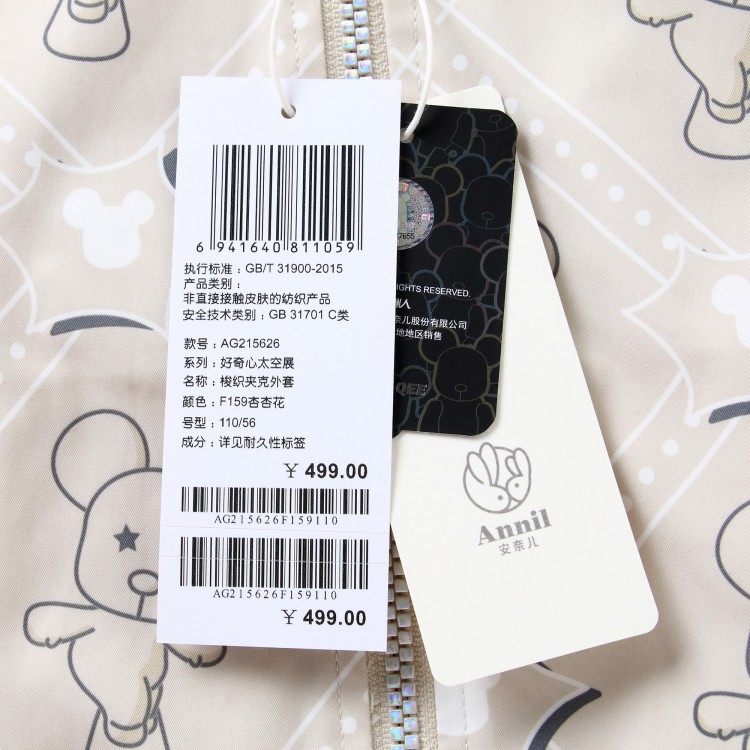 6 941640 811059
执行标准：GB/T 31900-2015
产品类别：
非直接接触皮肤的纺织产品
安全技术类别：GB 31701 C类
款号：AG215626
系列：好奇心太空展
名称：梭织夹克外套
颜色：F159杏杏花
号型：110/56
成分：详见耐久性标签
￥ 499.00
AG215626F159110
AG215626F159110
￥ 499.00
IGHTS RESERVED.
奈儿股份有限公司
地地区销售
QEE
Annil
安奈儿